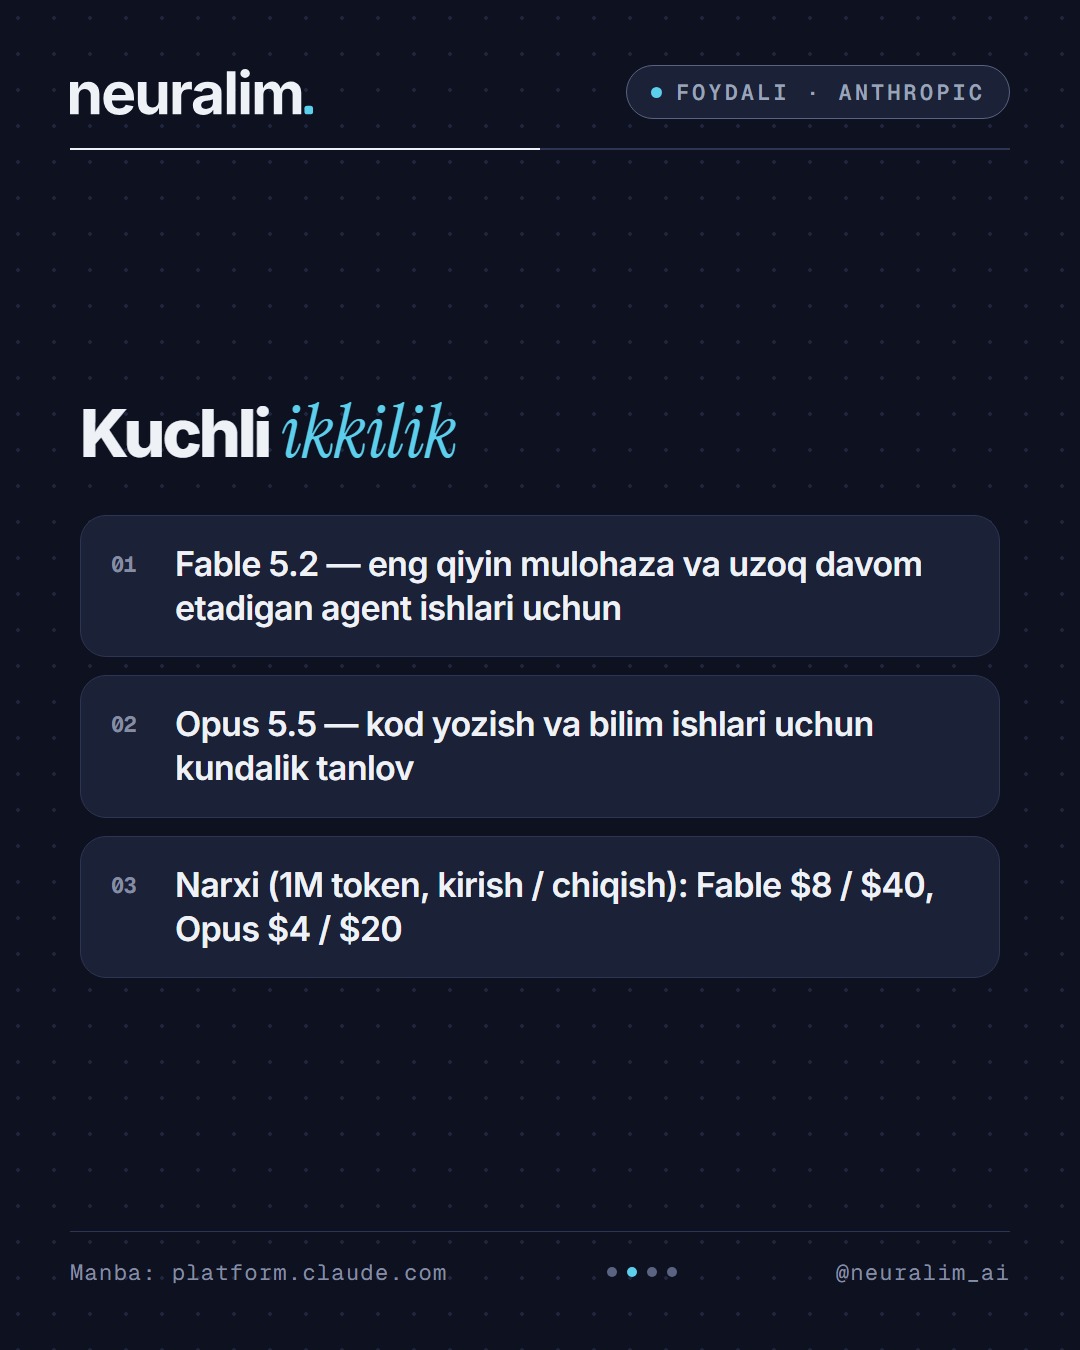 neuralim.
FOYDALI · ANTHROPIC
Kuchli ikkilik
01
Fable 5.2 — eng qiyin mulohaza va uzoq davom
etadigan agent ishlari uchun
02
Opus 5.5 — kod yozish va bilim ishlari uchun
kundalik tanlov
03
Narxi (1M token, kirish / chiqish): Fable $8 / $40,
Opus $4 / $20
Manba: platform.claude.com
@neuralim_ai